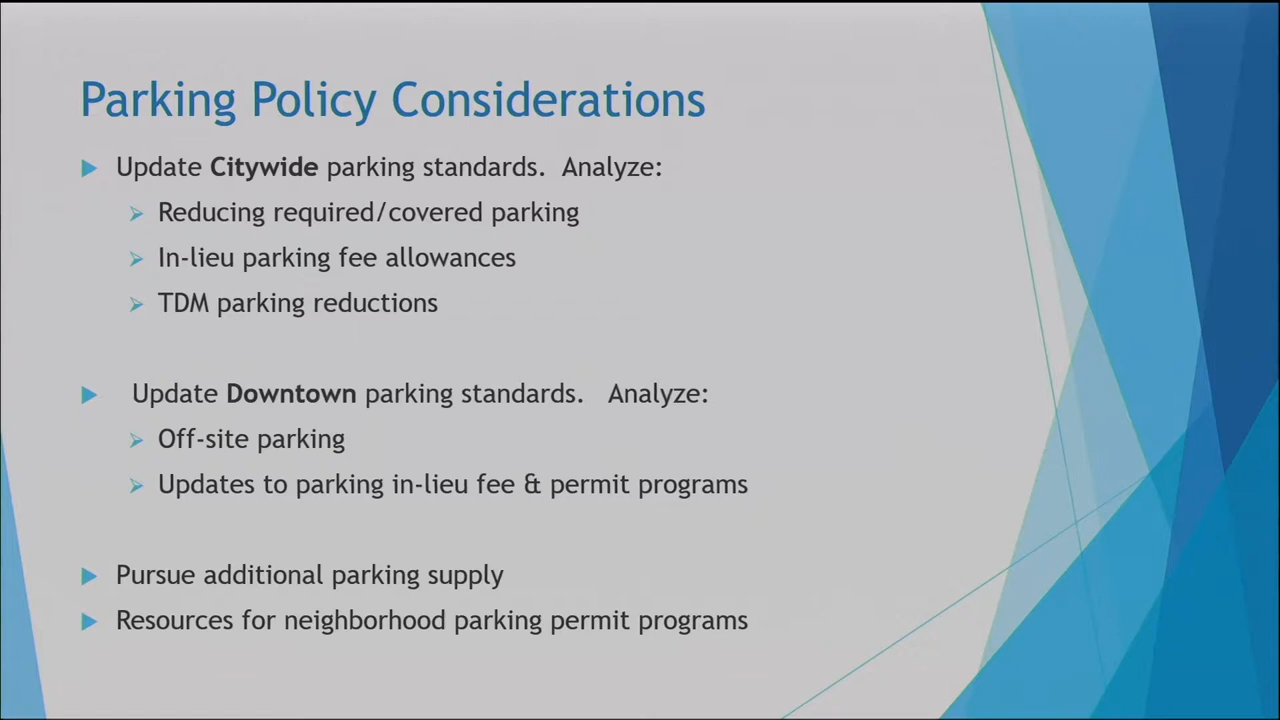 Parking Policy Considerations
Update Citywide parking standards. Analyze:
Reducing required/covered parking
In-lieu parking fee allowances
TDM parking reductions
Update Downtown parking standards. Analyze:
Off-site parking
Updates to parking in-lieu fee & permit programs
Pursue additional parking supply
Resources for neighborhood parking permit programs